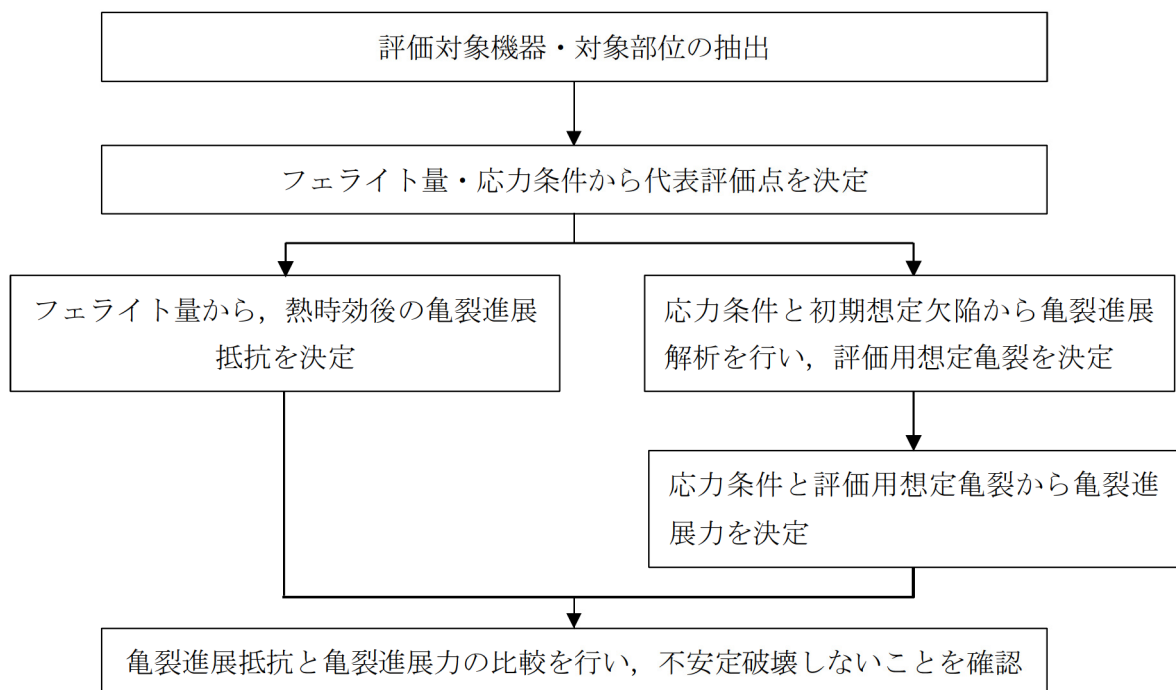 評価対象機器・対象部位の抽出
フェライト量・応力条件から代表評価点を決定
フェライト量から，熱時効後の亀裂進展
抵抗を決定
応力条件と初期想定欠陥から亀裂進展
解析を行い，評価用想定亀裂を決定
応力条件と評価用想定亀裂から亀裂進
展力を決定
亀裂進展抵抗と亀裂進展力の比較を行い，不安定破壊しないことを確認